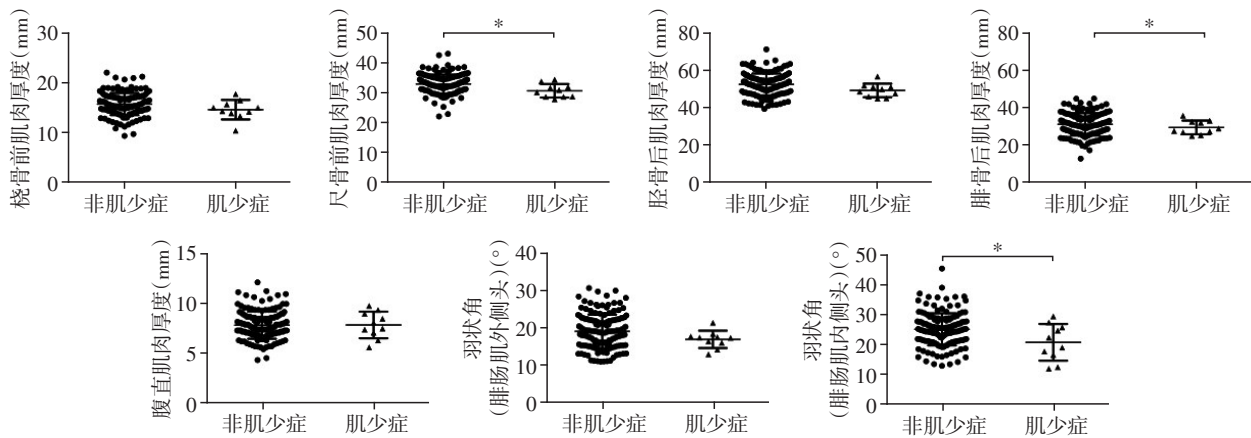 桡骨前肌肉厚度(mm)
30
20
10
0
非肌少症
肌少症
尺骨前肌肉厚度(mm)
50
40
30
20
10
0
*
非肌少症
肌少症
胫骨后肌肉厚度(mm)
80
60
40
20
0
非肌少症
肌少症
腓骨后肌肉厚度(mm)
80
60
40
20
0
*
非肌少症
肌少症
腹直肌肉厚度(mm)
15
10
5
0
非肌少症
肌少症
羽状角
(腓肠肌外侧头)(°)
40
30
20
10
0
非肌少症
肌少症
羽状角
(腓肠肌内侧头)(°)
50
40
30
20
10
0
*
非肌少症
肌少症